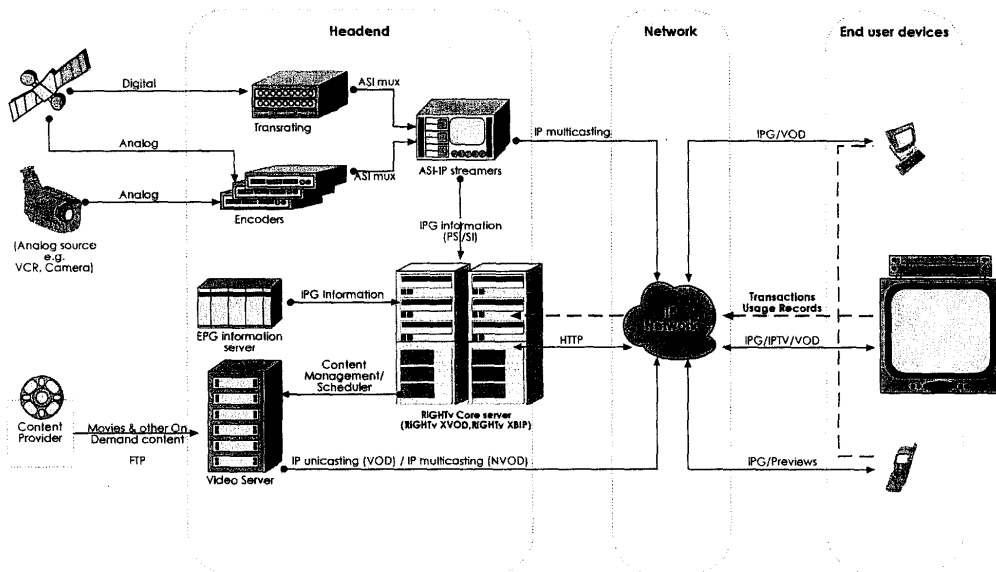 Headend
Network
End user devices
Digital
ASI mux
Transrating
IP multicasting
IPG/VOD
Analog
ASI mux
ASI-IP streamers
Analog
Encoders
(Analog source
e.g.
VCR, Camera)
IPG information
(PSI/SI)
IPG Information
EPG information
server
IP
Network
Transactions
Usage Records
HTTP
IPG/IPTV/VOD
Content
Management/
Scheduler
RIGHTv Core server
(RIGHTv XVOD,RIGHTv XBIP)
Content
Provider
Movies & other On
Demand content
FTP
Video Server
IP unicasting (VOD) / IP multicasting (NVOD)
IPG/Previews